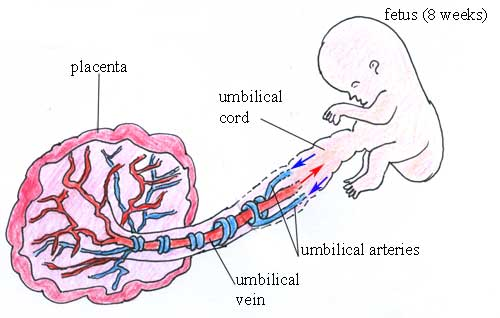 fetus (8 weeks)
placenta
umbilical
cord
umbilical arteries
umbilical
vein